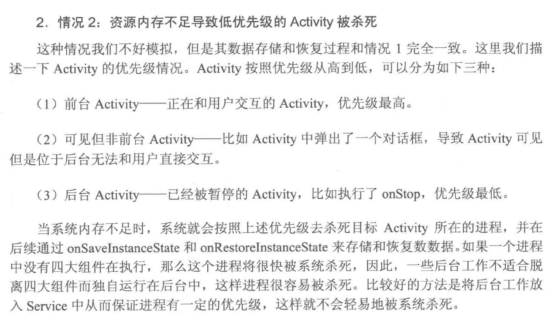 2．情况 2：资源内存不足导致低优先级的 Activity 被杀死
这种情况我们不好模拟，但是其数据存储和恢复过程和情况 1 完全一致。这里我们描
述一下 Activity 的优先级情况。Activity 按照优先级从高到低，可以分为如下三种：
（1）前台 Activity——正在和用户交互的 Activity，优先级最高。
（2）可见但非前台 Activity——比如 Activity 中弹出了一个对话框，导致 Activity 可见
但是位于后台无法和用户直接交互。
（3）后台 Activity——已经被暂停的 Activity，比如执行了 onStop，优先级最低。
当系统内存不足时，系统就会按照上述优先级去杀死目标 Activity 所在的进程，并在
后续通过 onSaveInstanceState 和 onRestoreInstanceState 来存储和恢复数数据。如果一个进程
中没有四大组件在执行，那么这个进程将很快被系统杀死，因此，一些后台工作不适合脱
离四大组件而独自运行在后台中，这样进程很容易被杀死。比较好的方法是将后台工作放
入 Service 中从而保证进程有一定的优先级，这样就不会轻易地被系统杀死。